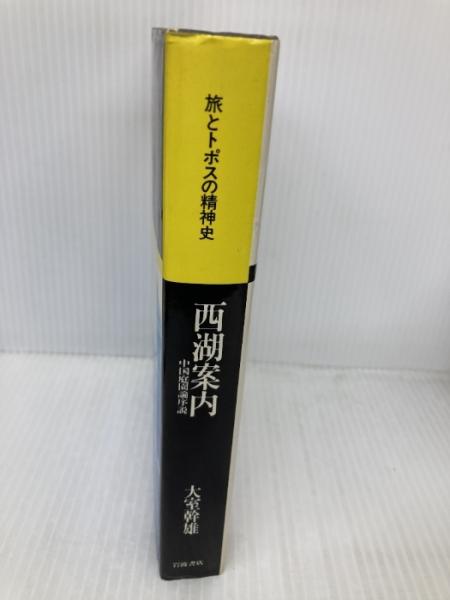 旅とトポスの精神史
西湖案内
中国庭園論序説
大室幹雄
岩波書店